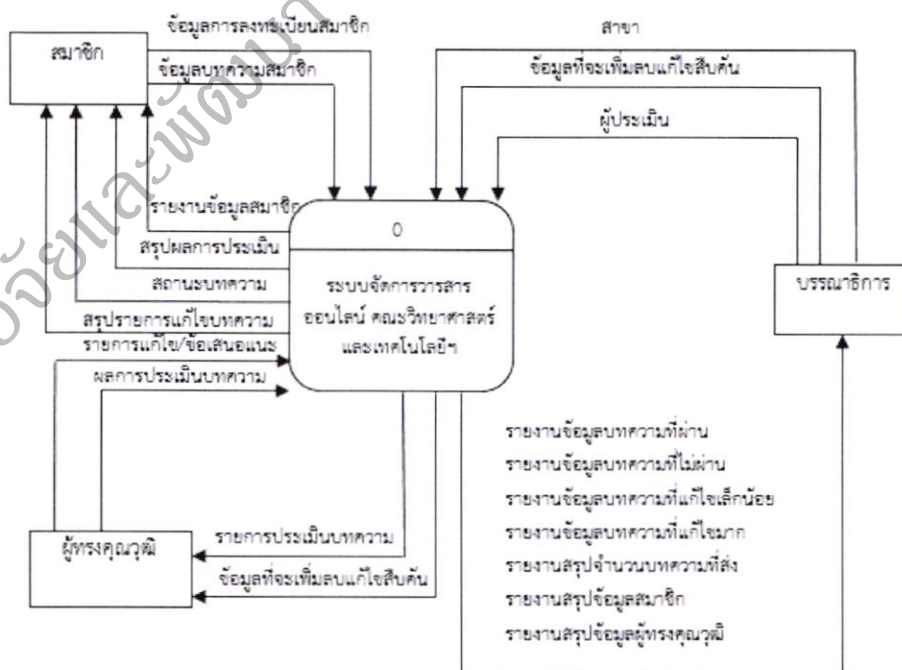 ข้อมูลการลงทะเบียนสมาชิก
สาขา
สมาชิก
ข้อมูลบทความสมาชิก
ข้อมูลที่จะเพิ่มลบแก้ไขสืบค้น
ผู้ประเมิน
รายงานข้อมูลสมาชิก
0
สรุปผลการประเมิน
สถานะบทความ
ระบบจัดการวารสาร
ออนไลน์ คณะวิทยาศาสตร์
และเทคโนโลยีฯ
บรรณาธิการ
สรุปรายการแก้ไขบทความ
รายการแก้ไข/ข้อเสนอแนะ
ผลการประเมินบทความ
รายงานข้อมูลบทความที่ผ่าน
รายงานข้อมูลบทความที่ไม่ผ่าน
รายงานข้อมูลบทความที่แก้ไขเล็กน้อย
รายงานข้อมูลบทความที่แก้ไขมาก
รายงานสรุปจำนวนบทความที่ส่ง
รายงานสรุปข้อมูลสมาชิก
รายงานสรุปข้อมูลผู้ทรงคุณวุฒิ
ผู้ทรงคุณวุฒิ
รายการประเมินบทความ
ข้อมูลที่จะเพิ่มลบแก้ไขสืบค้น
วิจัยและพัฒนา